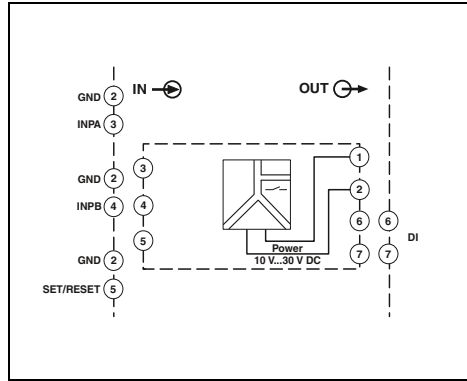 IN OUT
GND 2
INPA 3
GND 2
INPB 4
GND 2
SET/RESET 5
3
4
5
1
2
6
7
Power
10 V...30 V DC
6
7
DI